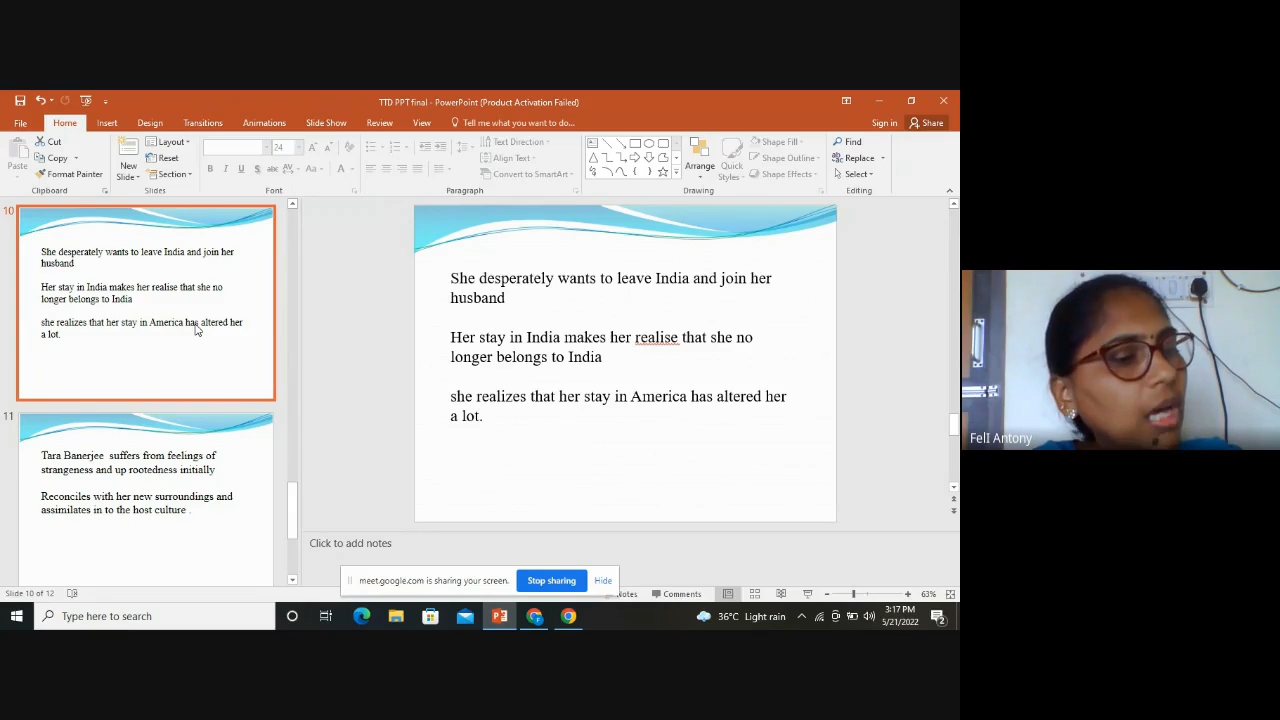 TTD PPT final - PowerPoint (Product Activation Failed)
File Home Insert Design Transitions Animations Slide Show Review View Tell me what you want to do... Sign in Share
Paste
Cut
Copy
Format Painter
Clipboard
New Slide
Layout
Reset
Section
Slides
24
B I U S abc AV Aa A
Font
Text Direction
Align Text
Convert to SmartArt
Paragraph
Arrange
Quick Styles
Shape Fill
Shape Outline
Shape Effects
Drawing
Find
Replace
Select
Editing
10
She desperately wants to leave India and join her
husband
Her stay in India makes her realise that she no
longer belongs to India
she realizes that her stay in America has altered her
a lot.
11
Tara Banerjee suffers from feelings of
strangeness and up rootedness initially
Reconciles with her new surroundings and
assimilates in to the host culture .
She desperately wants to leave India and join her
husband
Her stay in India makes her realise that she no
longer belongs to India
she realizes that her stay in America has altered her
a lot.
Click to add notes
meet.google.com is sharing your screen. Stop sharing Hide
Slide 10 of 12 Notes Comments 63%
Type here to search 36°C Light rain 3:17 PM
5/21/2022
2
FelI Antony